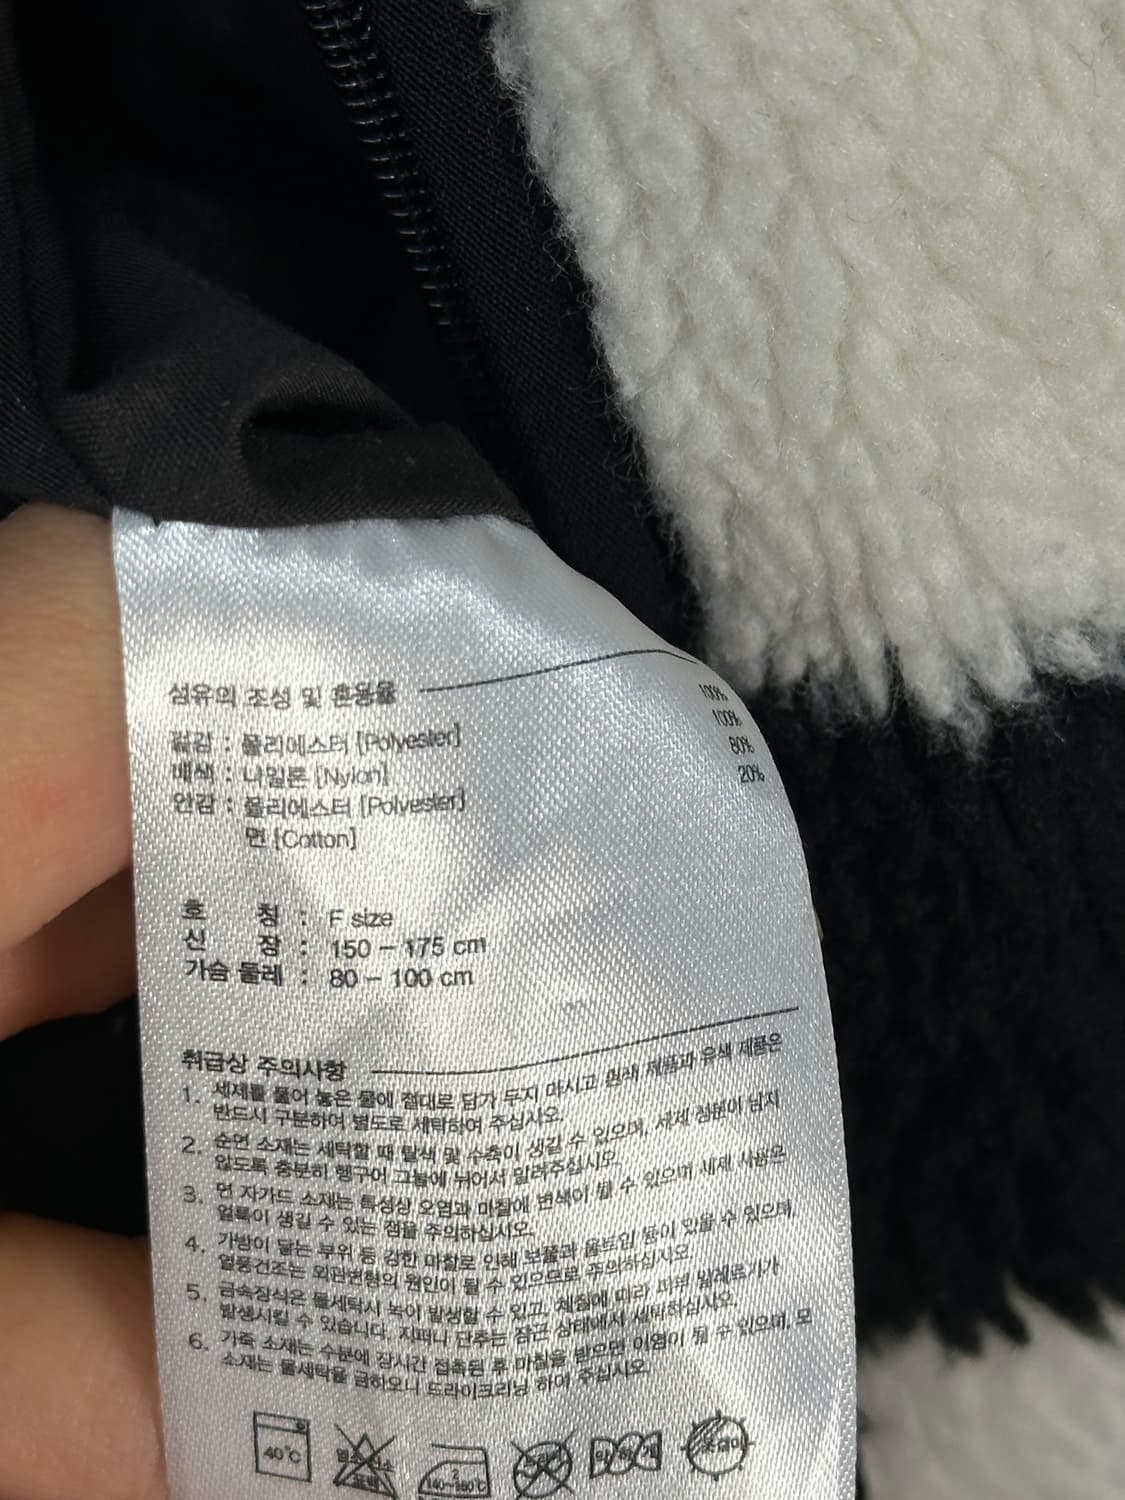 섬유의 조성 및 혼용율
겉감 : 폴리에스터 [Polyester] 100%
배색 : 나일론 [Nylon] 100%
안감 : 폴리에스터 [Polyester] 80%
면 [Cotton] 20%
호 칭 : F size
신 장 : 150 - 175 cm
가슴 둘레 : 80 - 100 cm
취급상 주의사항
1. 세제를 풀어 놓은 물에 절대로 담가 두지 마시고 흰색 제품과 유색 제품은
반드시 구분하여 별도로 세탁하여 주십시오.
2. 순면 소재는 세탁할 때 탈색 및 수축이 생길 수 있으며, 세제 성분이 남지
않도록 충분히 헹구어 그늘에 뉘어서 말려주십시오.
3. 면 자가드 소재는 특성상 오염과 마찰에 변색이 될 수 있으며 세제 사용은
얼룩이 생길 수 있는 점을 주의하십시오.
4. 가방이 닿는 부위 등 강한 마찰로 인해 보풀과 올트임 등이 있을 수 있으며,
열풍건조는 외관변형의 원인이 될 수 있으므로 주의하십시오.
5. 금속장식은 물세탁시 녹이 발생할 수 있고, 체질에 따라 피부 알레르기가
발생시킬 수 있습니다. 지퍼나 단추는 잠근 상태에서 세탁하십시오.
6. 가죽 소재는 수분에 장시간 접촉된 후 마찰을 받으면 이염이 될 수 있으며, 모
소재는 물세탁을 금하오니 드라이크리닝 하여 주십시오.
40℃ 염소 산소 표백 2 140~160℃ 약하게 옷걸이